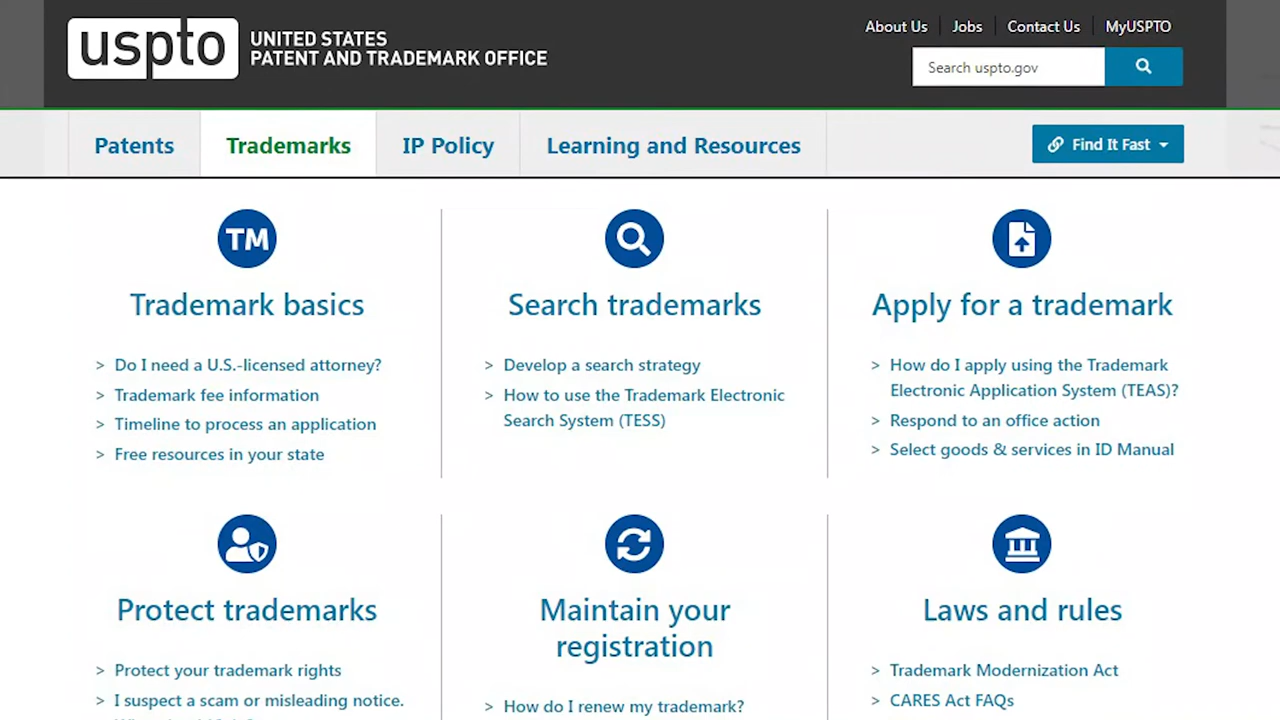 uspto
UNITED STATES
PATENT AND TRADEMARK OFFICE
About Us
Jobs
Contact Us
MyUSPTO
Search uspto.gov
Patents
Trademarks
IP Policy
Learning and Resources
Find It Fast
TM
Trademark basics
> Do I need a U.S.-licensed attorney?
> Trademark fee information
> Timeline to process an application
> Free resources in your state
Search trademarks
> Develop a search strategy
> How to use the Trademark Electronic
Search System (TESS)
Apply for a trademark
> How do I apply using the Trademark
Electronic Application System (TEAS)?
> Respond to an office action
> Select goods & services in ID Manual
Protect trademarks
> Protect your trademark rights
> I suspect a scam or misleading notice.
Maintain your
registration
> How do I renew my trademark?
Laws and rules
> Trademark Modernization Act
> CARES Act FAQs